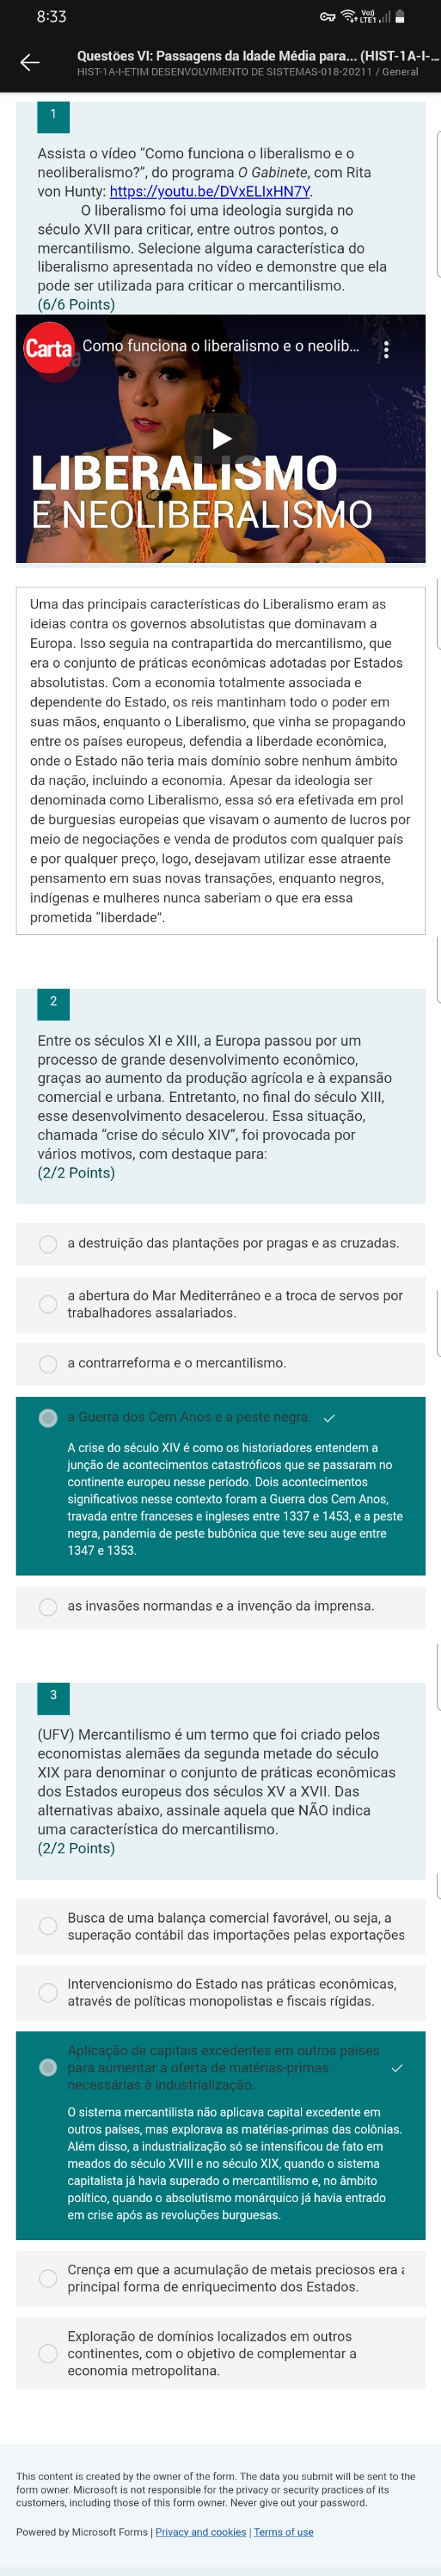 8:33
Vo))
LTE1
Questões VI: Passagens da Idade Média para... (HIST-1A-I-...
HIST-1A-I-ETIM DESENVOLVIMENTO DE SISTEMAS-018-20211 / General
1
Assista o vídeo “Como funciona o liberalismo e o
neoliberalismo?”, do programa O Gabinete, com Rita
von Hunty: https://youtu.be/DVxELIxHN7Y.
O liberalismo foi uma ideologia surgida no
século XVII para criticar, entre outros pontos, o
mercantilismo. Selecione alguma característica do
liberalismo apresentada no vídeo e demonstre que ela
pode ser utilizada para criticar o mercantilismo.
(6/6 Points)
Carta
Como funciona o liberalismo e o neolib...
LIBERALISMO
E NEOLIBERALISMO
Uma das principais características do Liberalismo eram as
ideias contra os governos absolutistas que dominavam a
Europa. Isso seguia na contrapartida do mercantilismo, que
era o conjunto de práticas econômicas adotadas por Estados
absolutistas. Com a economia totalmente associada e
dependente do Estado, os reis mantinham todo o poder em
suas mãos, enquanto o Liberalismo, que vinha se propagando
entre os países europeus, defendia a liberdade econômica,
onde o Estado não teria mais domínio sobre nenhum âmbito
da nação, incluindo a economia. Apesar da ideologia ser
denominada como Liberalismo, essa só era efetivada em prol
de burguesias europeias que visavam o aumento de lucros por
meio de negociações e venda de produtos com qualquer país
e por qualquer preço, logo, desejavam utilizar esse atraente
pensamento em suas novas transações, enquanto negros,
indígenas e mulheres nunca saberiam o que era essa
prometida “liberdade”.
2
Entre os séculos XI e XIII, a Europa passou por um
processo de grande desenvolvimento econômico,
graças ao aumento da produção agrícola e à expansão
comercial e urbana. Entretanto, no final do século XIII,
esse desenvolvimento desacelerou. Essa situação,
chamada “crise do século XIV”, foi provocada por
vários motivos, com destaque para:
(2/2 Points)
a destruição das plantações por pragas e as cruzadas.
a abertura do Mar Mediterrâneo e a troca de servos por
trabalhadores assalariados.
a contrarreforma e o mercantilismo.
a Guerra dos Cem Anos e a peste negra.
A crise do século XIV é como os historiadores entendem a
junção de acontecimentos catastróficos que se passaram no
continente europeu nesse período. Dois acontecimentos
significativos nesse contexto foram a Guerra dos Cem Anos,
travada entre franceses e ingleses entre 1337 e 1453, e a peste
negra, pandemia de peste bubônica que teve seu auge entre
1347 e 1353.
as invasões normandas e a invenção da imprensa.
3
(UFV) Mercantilismo é um termo que foi criado pelos
economistas alemães da segunda metade do século
XIX para denominar o conjunto de práticas econômicas
dos Estados europeus dos séculos XV a XVII. Das
alternativas abaixo, assinale aquela que NÃO indica
uma característica do mercantilismo.
(2/2 Points)
Busca de uma balança comercial favorável, ou seja, a
superação contábil das importações pelas exportações
Intervencionismo do Estado nas práticas econômicas,
através de políticas monopolistas e fiscais rígidas.
Aplicação de capitais excedentes em outros países
para aumentar a oferta de matérias-primas
necessárias à industrialização.
O sistema mercantilista não aplicava capital excedente em
outros países, mas explorava as matérias-primas das colônias.
Além disso, a industrialização só se intensificou de fato em
meados do século XVIII e no século XIX, quando o sistema
capitalista já havia superado o mercantilismo e, no âmbito
político, quando o absolutismo monárquico já havia entrado
em crise após as revoluções burguesas.
Crença em que a acumulação de metais preciosos era a
principal forma de enriquecimento dos Estados.
Exploração de domínios localizados em outros
continentes, com o objetivo de complementar a
economia metropolitana.
This content is created by the owner of the form. The data you submit will be sent to the
form owner. Microsoft is not responsible for the privacy or security practices of its
customers, including those of this form owner. Never give out your password.
Powered by Microsoft Forms | Privacy and cookies | Terms of use